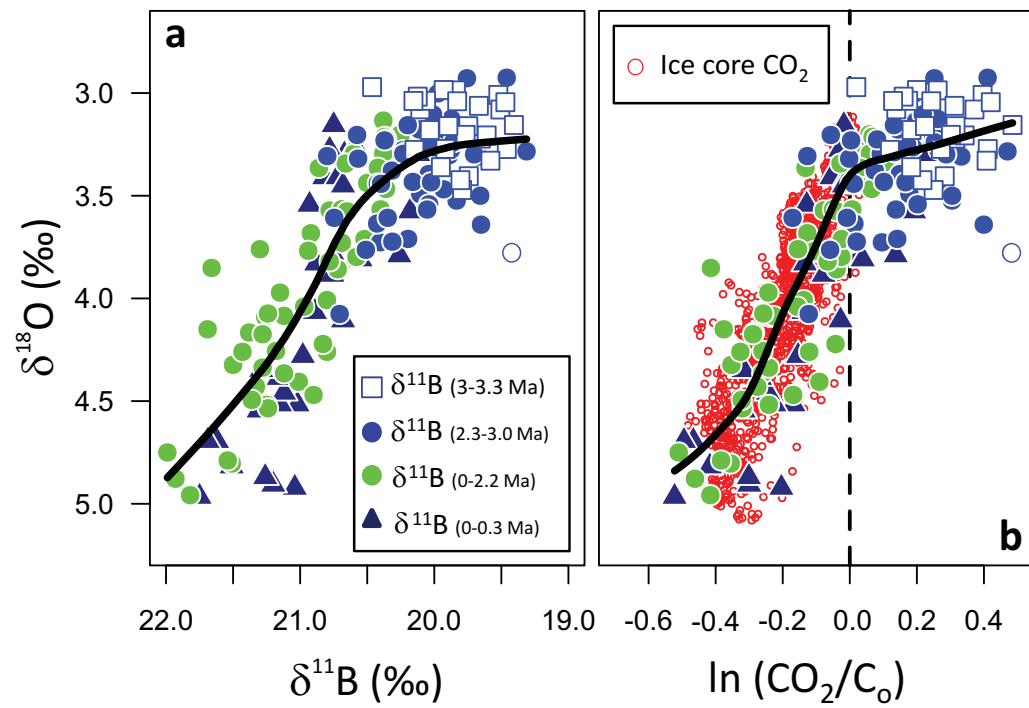 a
3.0
3.5
4.0
4.5
5.0
δ¹⁸O (‰)
δ¹¹B (3-3.3 Ma)
δ¹¹B (2.3-3.0 Ma)
δ¹¹B (0-2.2 Ma)
δ¹¹B (0-0.3 Ma)
22.0 21.0 20.0 19.0
δ¹¹B (‰)
Ice core CO₂
b
-0.6 -0.4 -0.2 0.0 0.2 0.4
ln (CO₂/Cₒ)